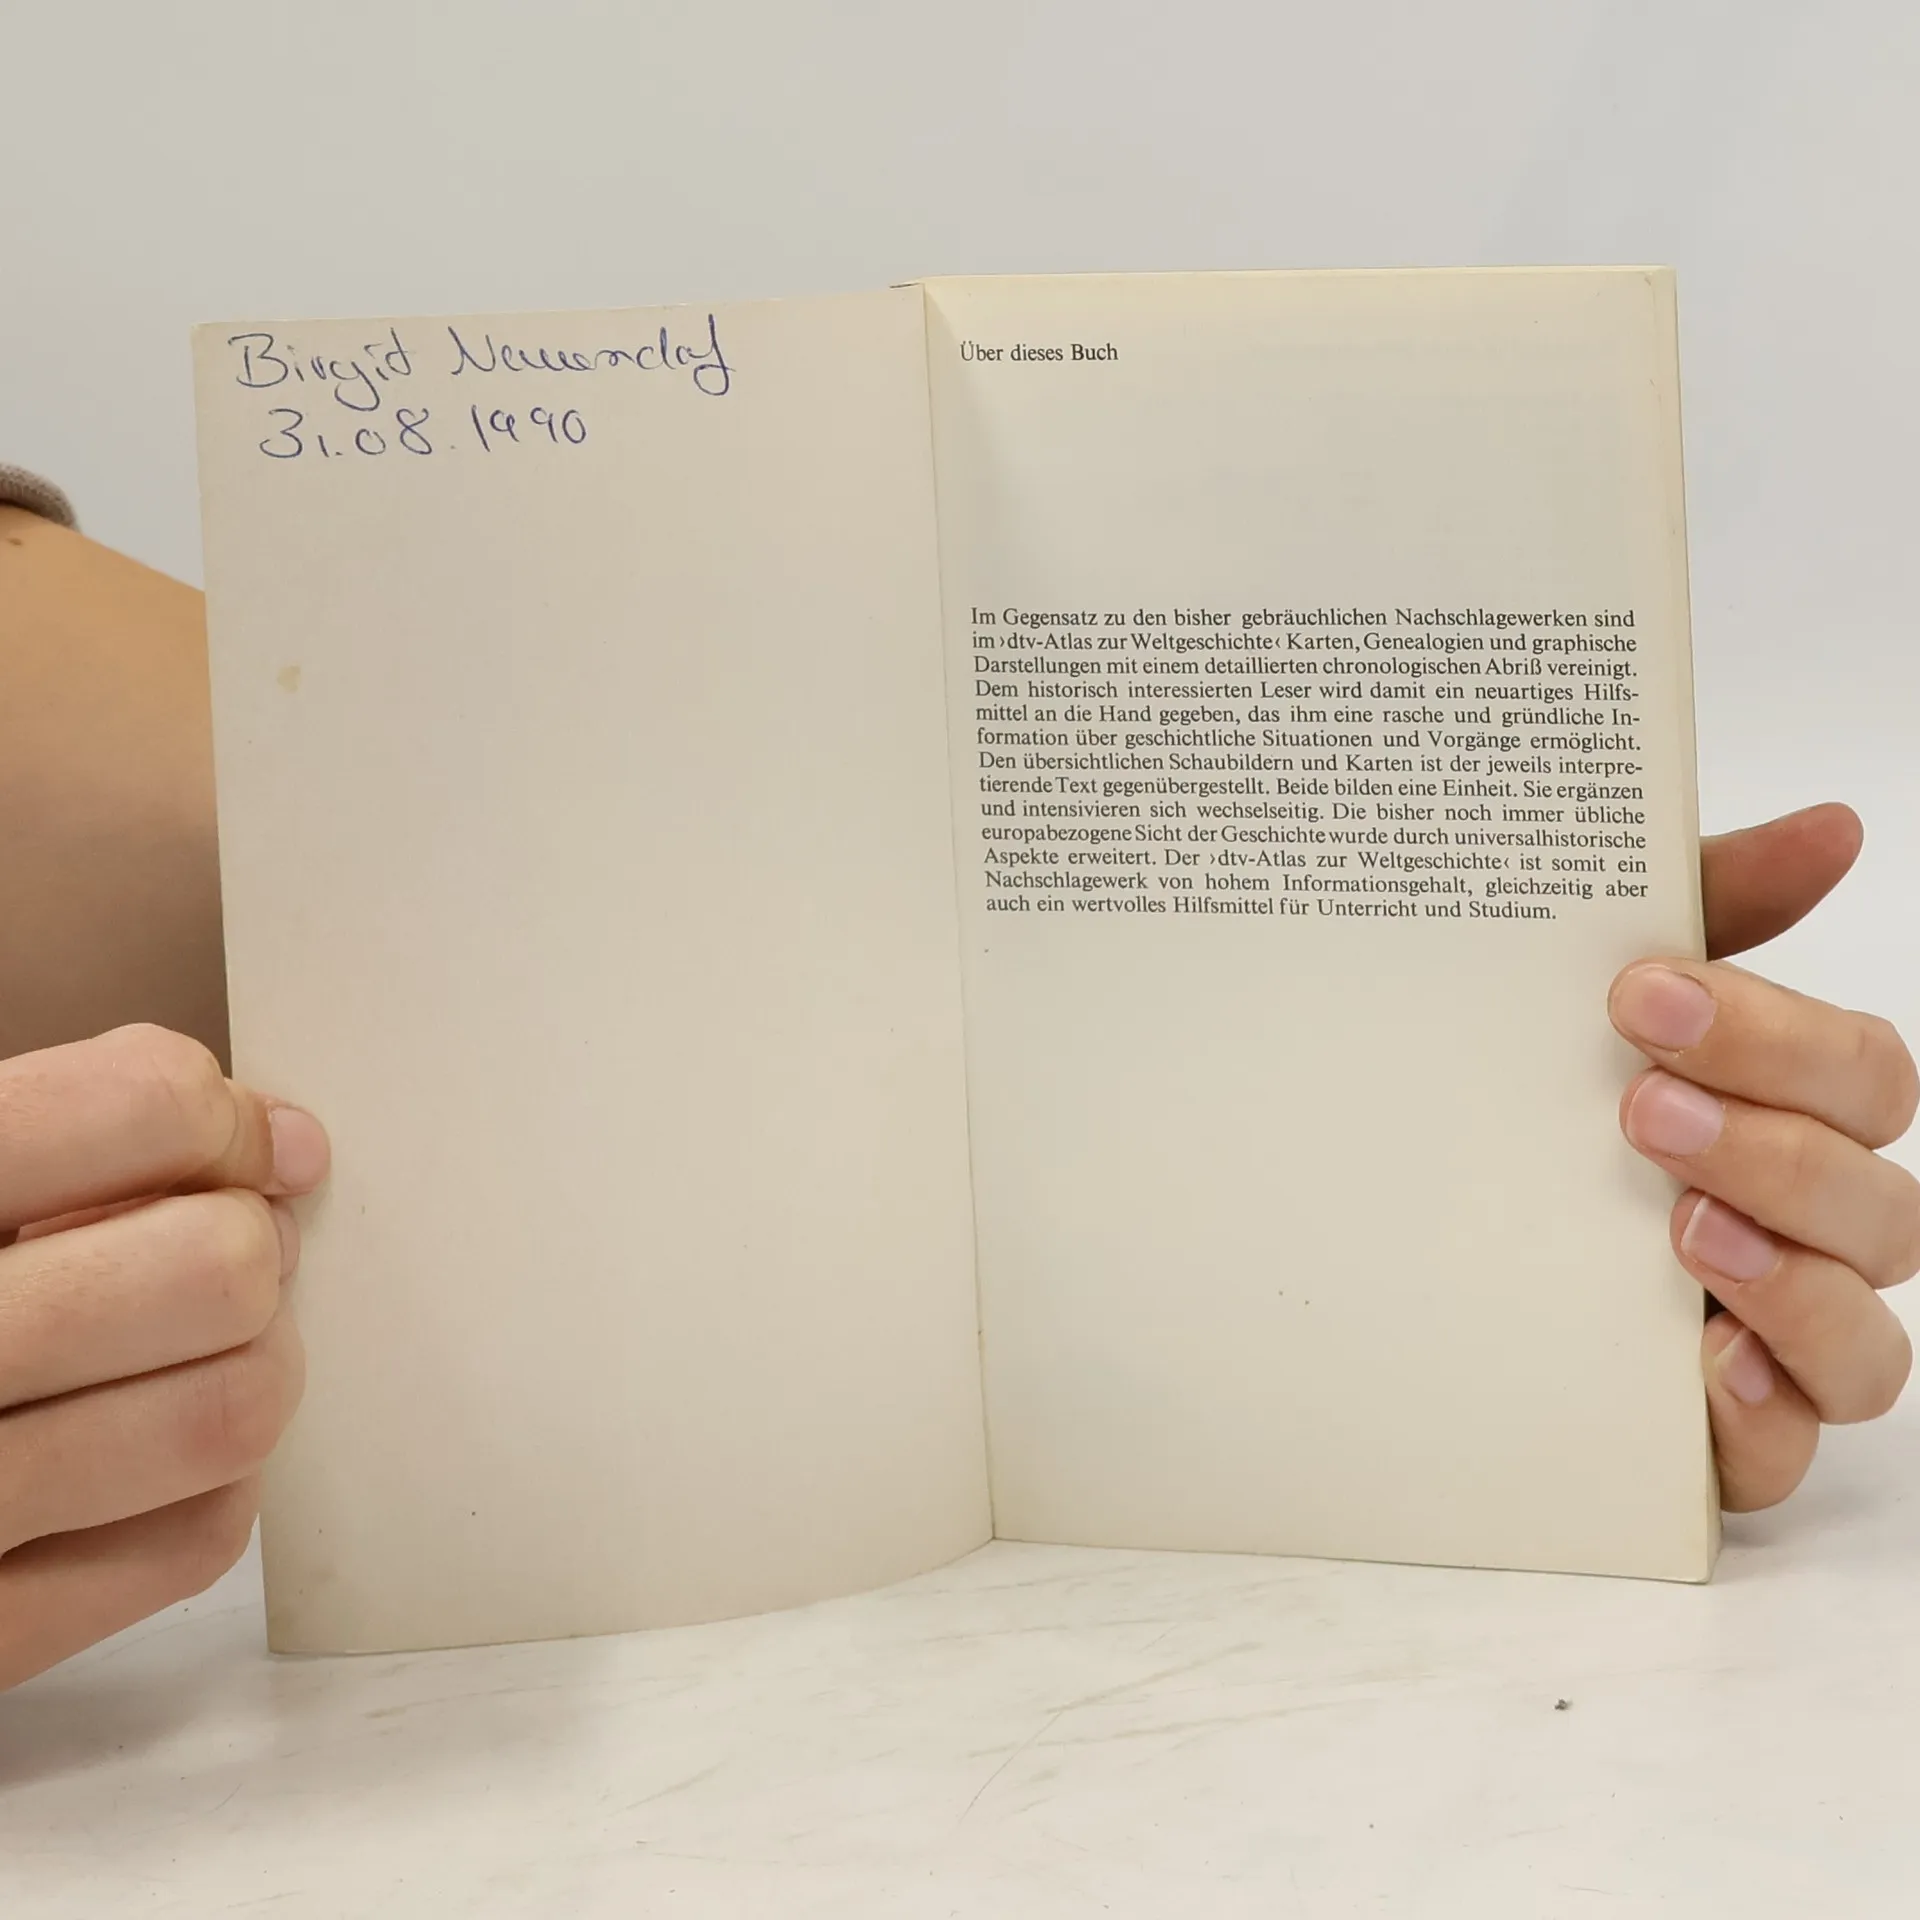 Birgit Neuendorf
31.08.1990
Über dieses Buch
Im Gegensatz zu den bisher gebräuchlichen Nachschlagewerken sind
im ›dtv-Atlas zur Weltgeschichte‹ Karten, Genealogien und graphische
Darstellungen mit einem detaillierten chronologischen Abriß vereinigt.
Dem historisch interessierten Leser wird damit ein neuartiges Hilfs-
mittel an die Hand gegeben, das ihm eine rasche und gründliche In-
formation über geschichtliche Situationen und Vorgänge ermöglicht.
Den übersichtlichen Schaubildern und Karten ist der jeweils interpre-
tierende Text gegenübergestellt. Beide bilden eine Einheit. Sie ergänzen
und intensivieren sich wechselseitig. Die bisher noch immer übliche
europabezogene Sicht der Geschichte wurde durch universalhistorische
Aspekte erweitert. Der ›dtv-Atlas zur Weltgeschichte‹ ist somit ein
Nachschlagewerk von hohem Informationsgehalt, gleichzeitig aber
auch ein wertvolles Hilfsmittel für Unterricht und Studium.